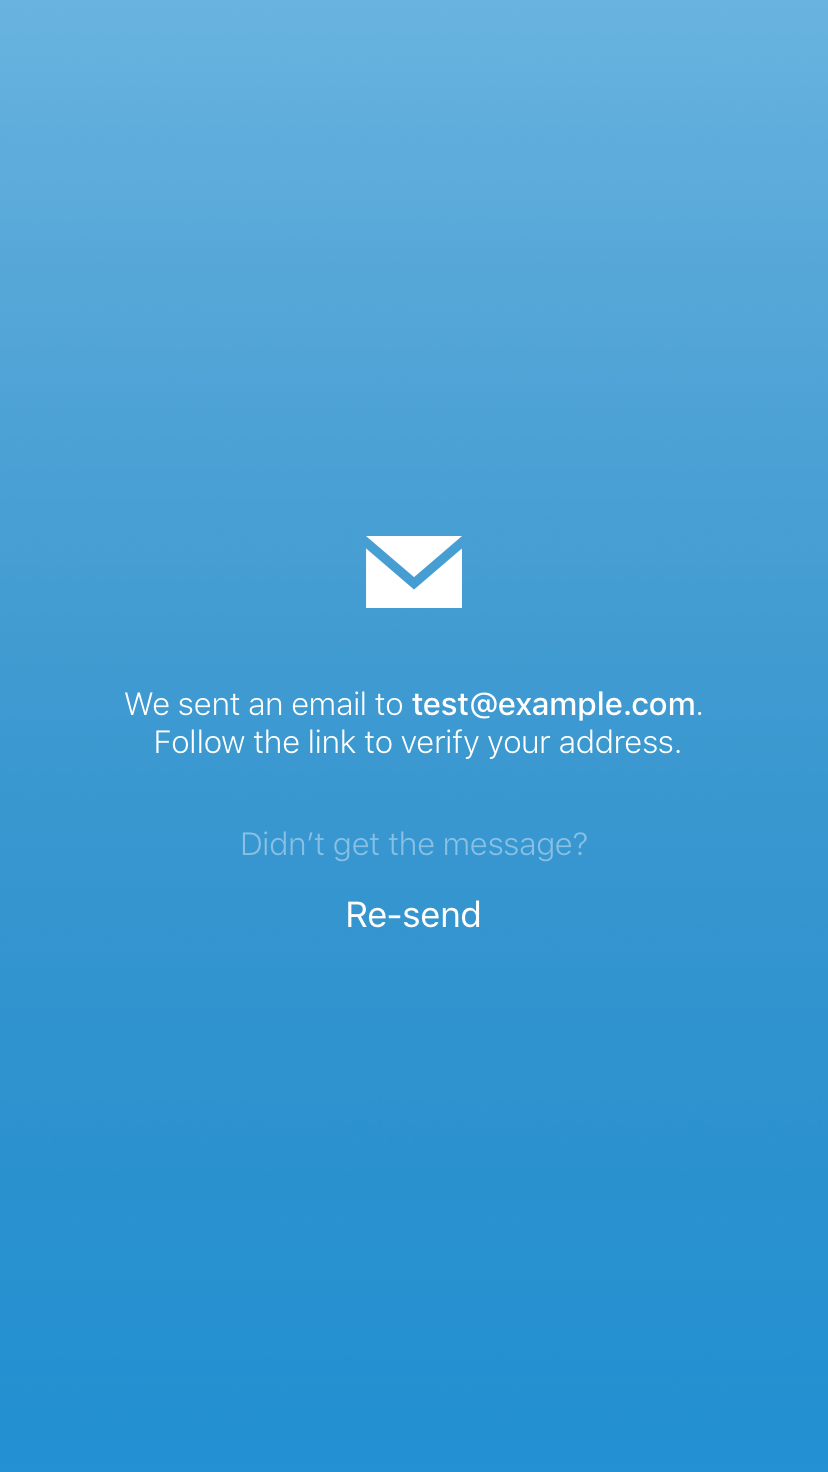 We sent an email to test@example.com.
Follow the link to verify your address.
Didn’t get the message?
Re-send